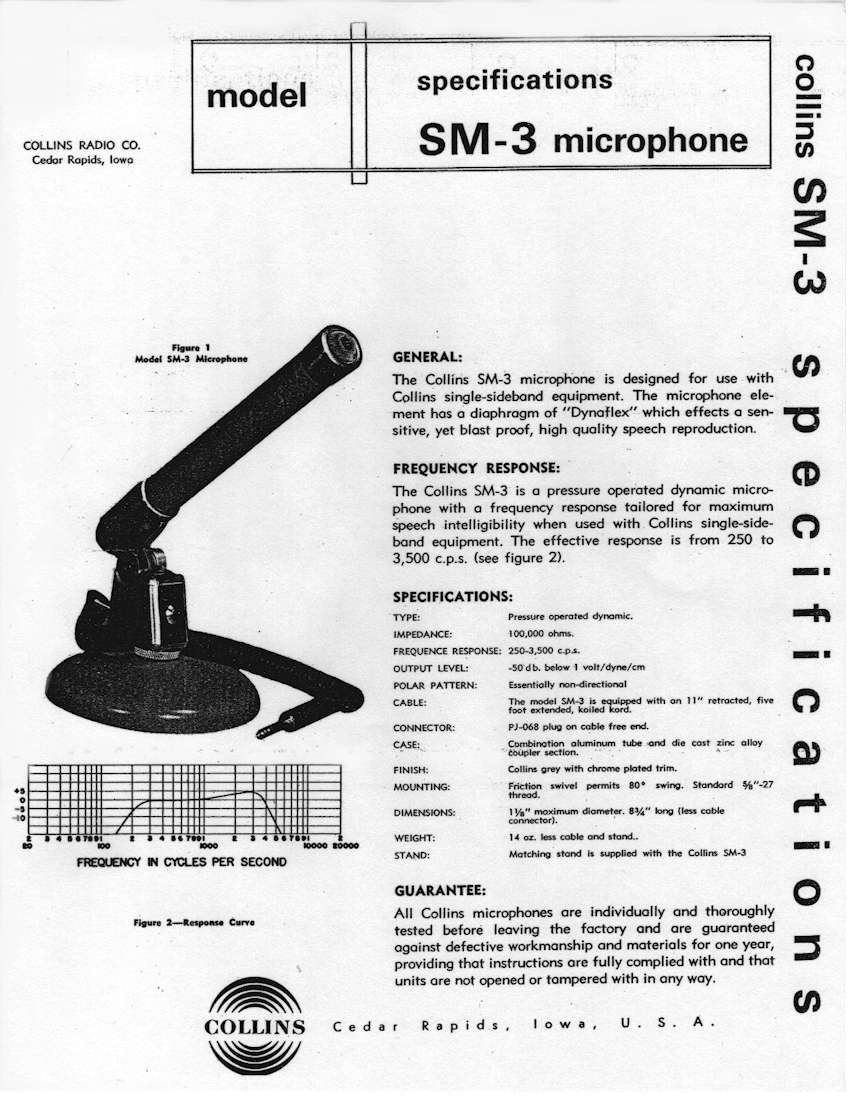 model
specifications
SM-3 microphone
COLLINS RADIO CO.
Cedar Rapids, Iowa
collins SM-3 specifications
Figure 1
Model SM-3 Microphone
GENERAL:
The Collins SM-3 microphone is designed for use with
Collins single-sideband equipment. The microphone ele-
ment has a diaphragm of "Dynaflex" which effects a sen-
sitive, yet blast proof, high quality speech reproduction.
FREQUENCY RESPONSE:
The Collins SM-3 is a pressure operated dynamic micro-
phone with a frequency response tailored for maximum
speech intelligibility when used with Collins single-side-
band equipment. The effective response is from 250 to
3,500 c.p.s. (see figure 2).
SPECIFICATIONS:
TYPE: Pressure operated dynamic.
IMPEDANCE: 100,000 ohms.
FREQUENCY RESPONSE: 250-3,500 c.p.s.
OUTPUT LEVEL: -50 db. below 1 volt/dyne/cm
POLAR PATTERN: Essentially non-directional
CABLE: The model SM-3 is equipped with an 11" retracted, five
foot extended, koiled kord.
CONNECTOR: PJ-068 plug on cable free end.
CASE: Combination aluminum tube and die cast zinc alloy
coupler section.
FINISH: Collins grey with chrome plated trim.
MOUNTING: Friction swivel permits 80° swing. Standard 5/8"-27
thread.
DIMENSIONS: 1 1/8" maximum diameter. 8 3/4" long (less cable
connector).
WEIGHT: 14 oz. less cable and stand..
STAND: Matching stand is supplied with the Collins SM-3
+5
0
-5
-10
2 3 4 5 6 7 8 9 1 2 3 4 5 6 7 8 9 1 2 3 4 5 6 7 8 9 1 2
20 100 1000 10000 20000
FREQUENCY IN CYCLES PER SECOND
Figure 2—Response Curve
GUARANTEE:
All Collins microphones are individually and thoroughly
tested before leaving the factory and are guaranteed
against defective workmanship and materials for one year,
providing that instructions are fully complied with and that
units are not opened or tampered with in any way.
COLLINS
Cedar Rapids, Iowa, U. S. A.